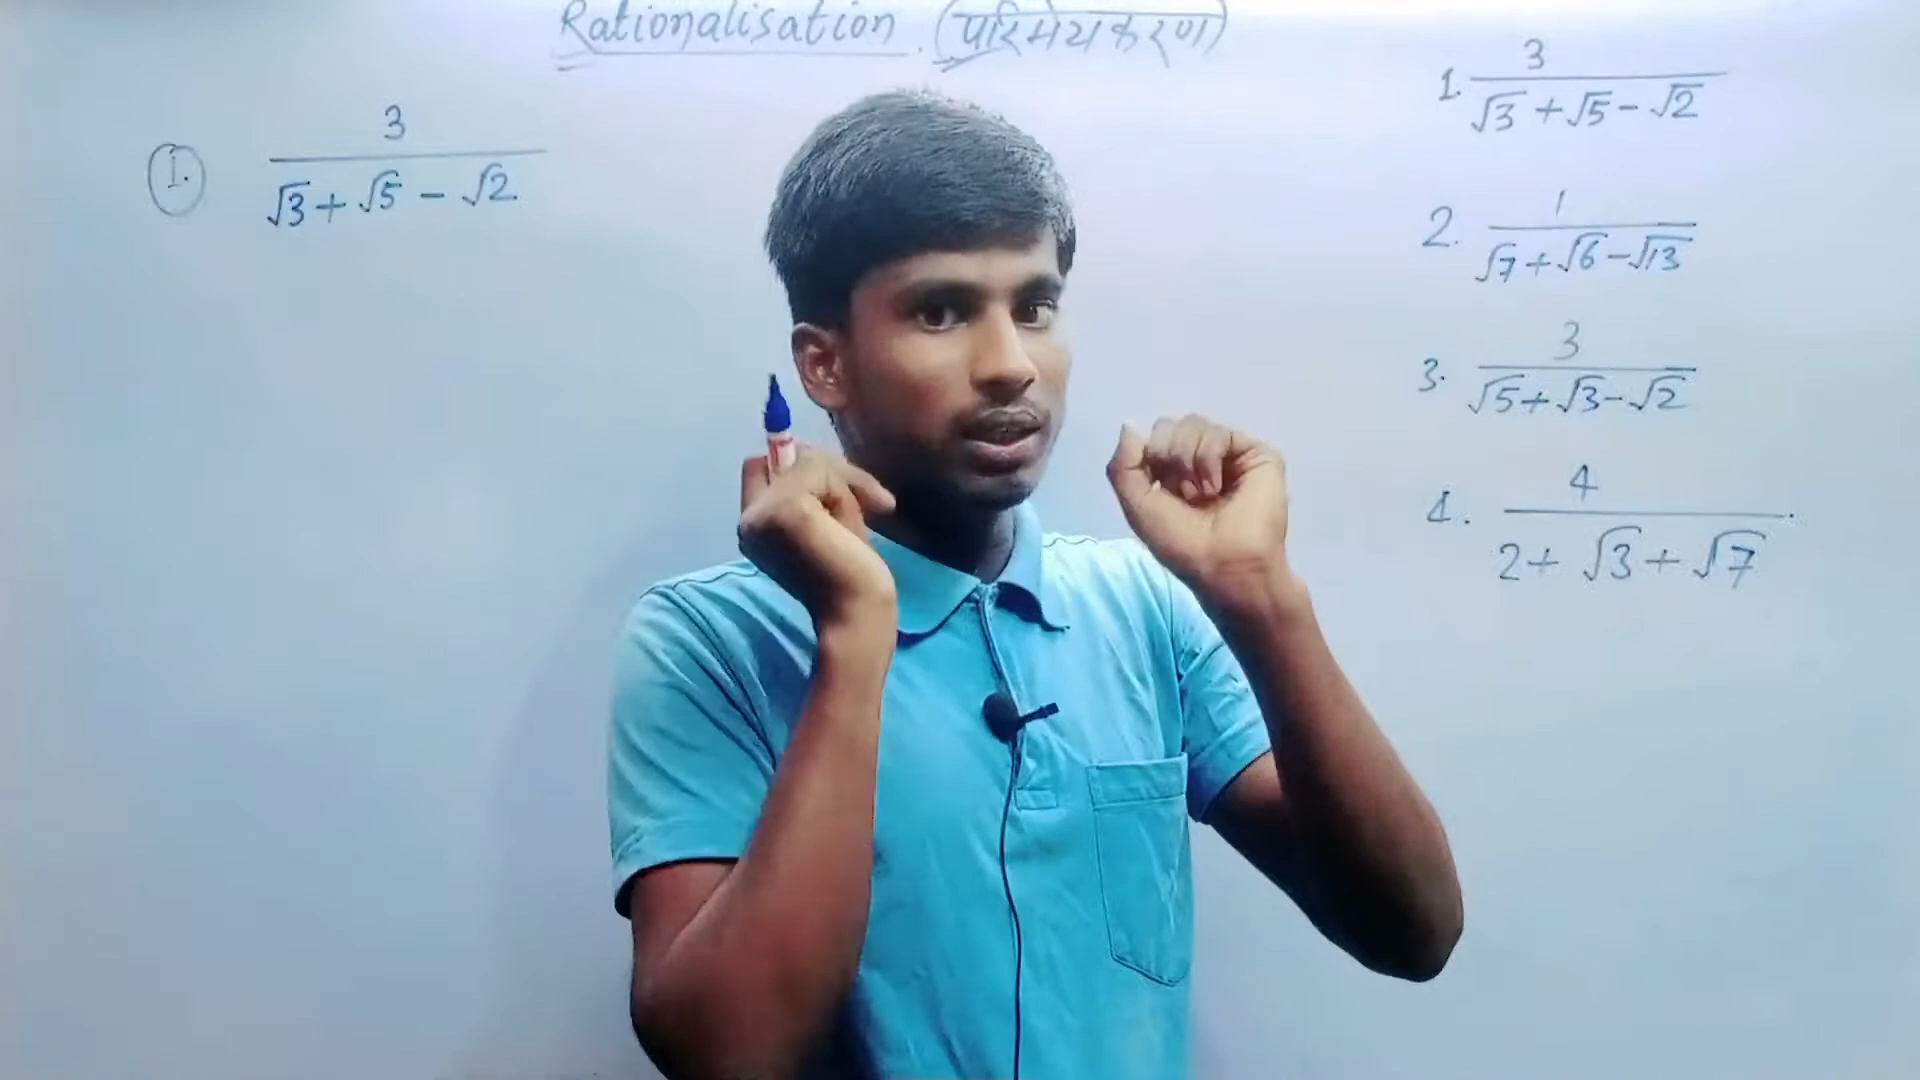 Rationalisation. (परिमेयकरण)
① 3 / (√3 + √5 - √2)
1. 3 / (√3 + √5 - √2)
2. 1 / (√7 + √6 - √13)
3. 3 / (√5 + √3 - √2)
4. 4 / (2 + √3 + √7)